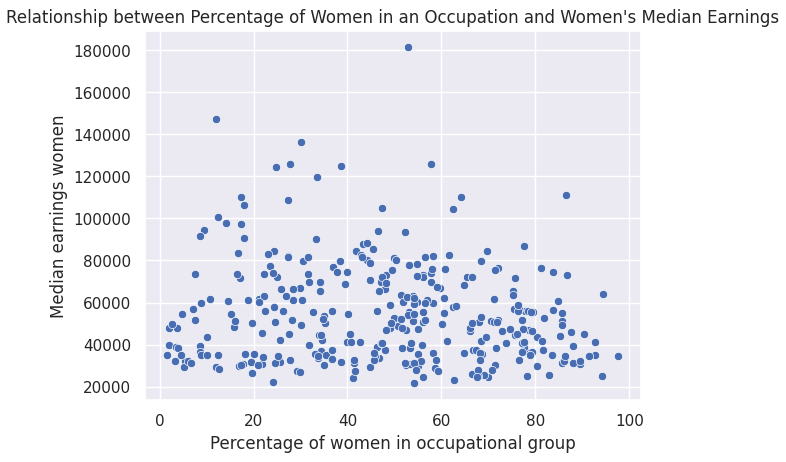 Relationship between Percentage of Women in an Occupation and Women's Median Earnings
180000
160000
140000
120000
100000
80000
60000
40000
20000
Median earnings women
0 20 40 60 80 100
Percentage of women in occupational group